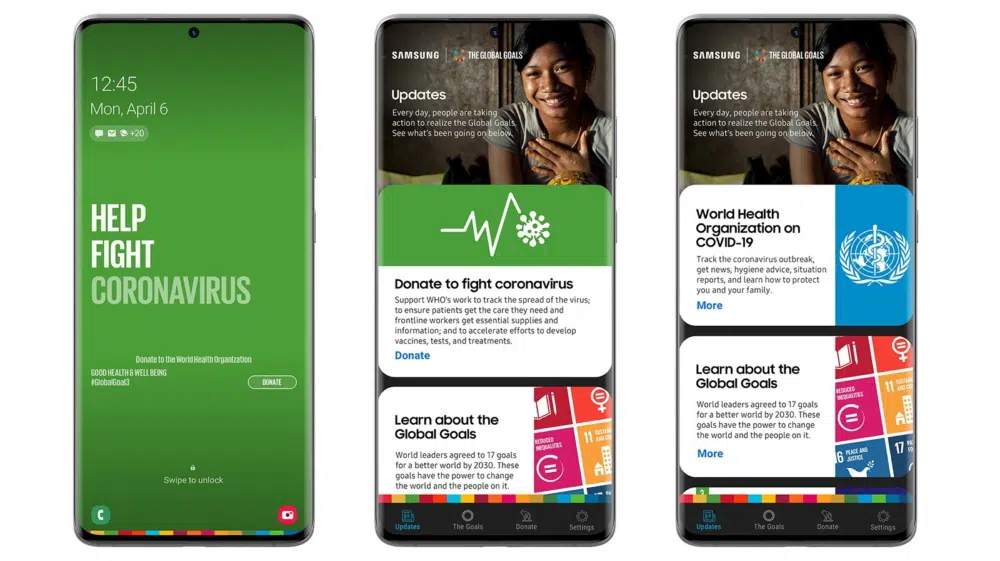 12:45
Mon, April 6
+20
HELP
FIGHT
CORONAVIRUS
Donate to the World Health Organization
GOOD HEALTH & WELL BEING
#GlobalGoal3
DONATE
Swipe to unlock
SAMSUNG
THE GLOBAL GOALS
Updates
Every day, people are taking
action to realize the Global Goals.
See what's been going on below.
Donate to fight coronavirus
Support WHO's work to track the spread of the virus;
to ensure patients get the care they need and
frontline workers get essential supplies and
information; and to accelerate efforts to develop
vaccines, tests, and treatments.
Donate
Learn about the
Global Goals
World leaders agreed to 17 goals
for a better world by 2030. These
goals have the power to change
the world and the people on it.
REDUCED
INEQUALITIES
11
Updates
The Goals
Donate
Settings
SAMSUNG
THE GLOBAL GOALS
Updates
Every day, people are taking
action to realize the Global Goals.
See what's been going on below.
World Health
Organization on
COVID-19
Track the coronavirus outbreak,
get news, hygiene advice, situation
reports, and learn how to protect
you and your family.
More
Learn about the
Global Goals
World leaders agreed to 17 goals
for a better world by 2030. These
goals have the power to change
the world and the people on it.
More
REDUCED
INEQUALITIES
11
16 PEACE AND
JUSTICE
17
Updates
The Goals
Donate
Settings